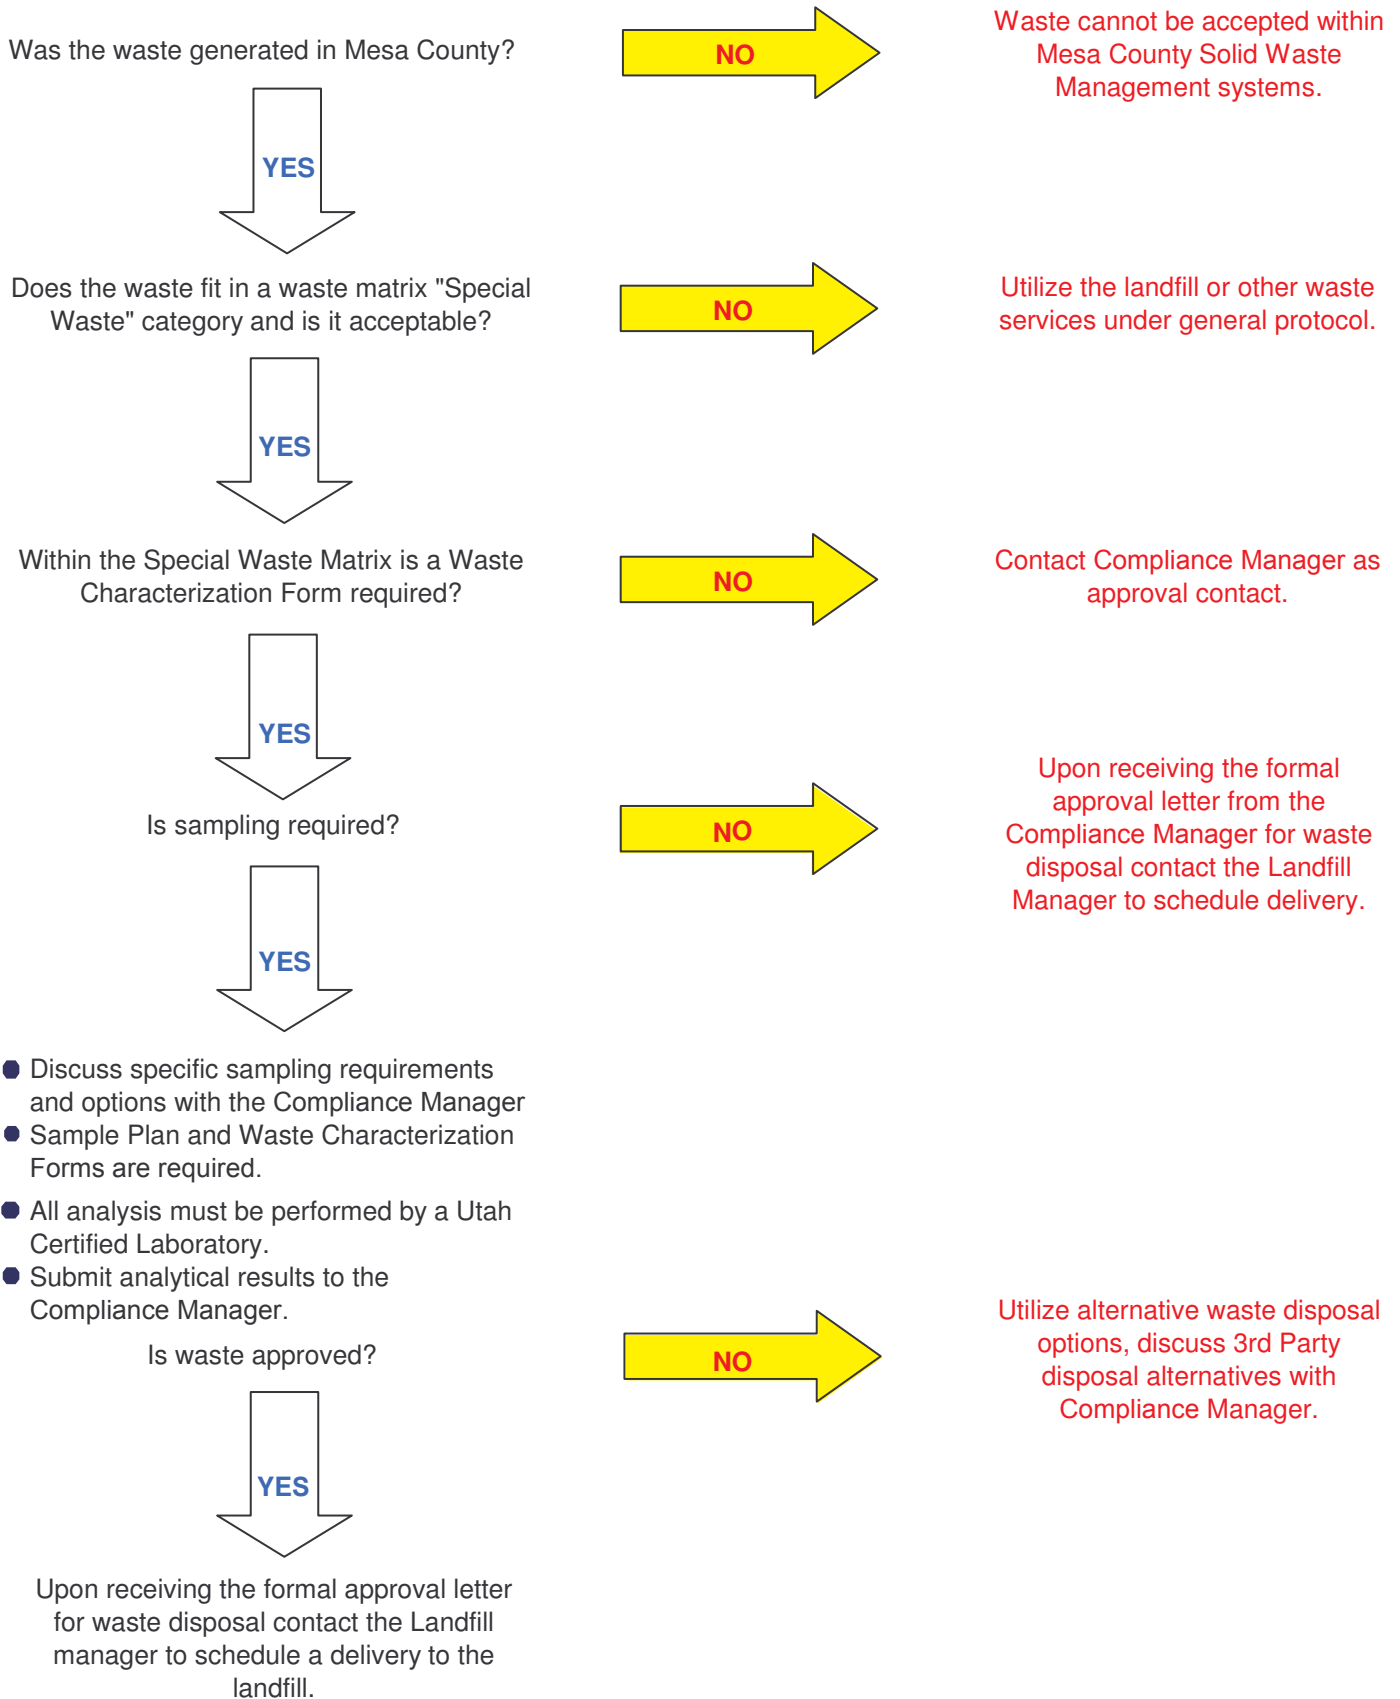 Was the waste generated in Mesa County?
NO
Waste cannot be accepted within
Mesa County Solid Waste
Management systems.
YES
Does the waste fit in a waste matrix "Special
Waste" category and is it acceptable?
NO
Utilize the landfill or other waste
services under general protocol.
YES
Within the Special Waste Matrix is a Waste
Characterization Form required?
NO
Contact Compliance Manager as
approval contact.
YES
Is sampling required?
NO
Upon receiving the formal
approval letter from the
Compliance Manager for waste
disposal contact the Landfill
Manager to schedule delivery.
YES
Discuss specific sampling requirements
and options with the Compliance Manager
Sample Plan and Waste Characterization
Forms are required.
All analysis must be performed by a Utah
Certified Laboratory.
Submit analytical results to the
Compliance Manager.
Is waste approved?
NO
Utilize alternative waste disposal
options, discuss 3rd Party
disposal alternatives with
Compliance Manager.
YES
Upon receiving the formal approval letter
for waste disposal contact the Landfill
manager to schedule a delivery to the
landfill.